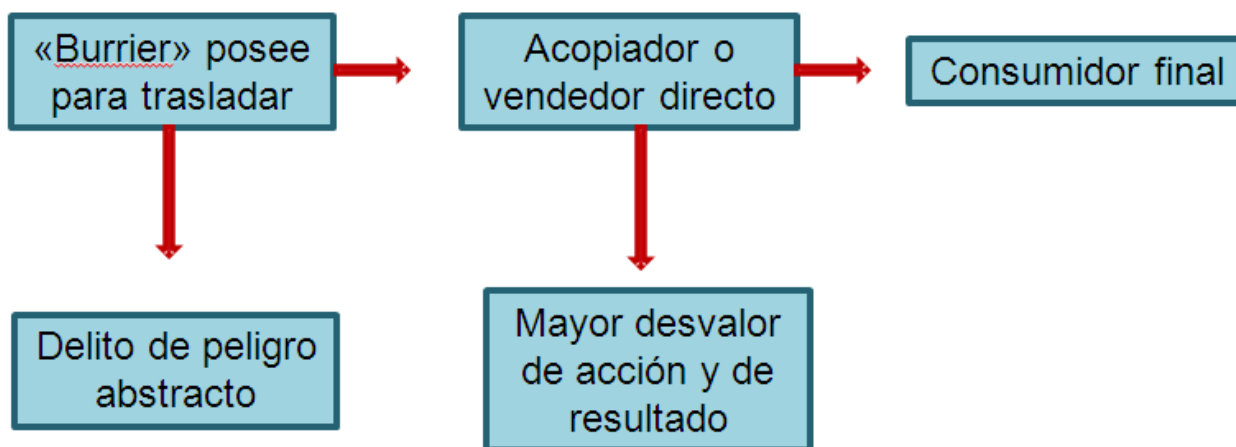 «Burrier» posee
para trasladar
Acopiador o
vendedor directo
Consumidor final
Delito de peligro
abstracto
Mayor desvalor
de acción y de
resultado